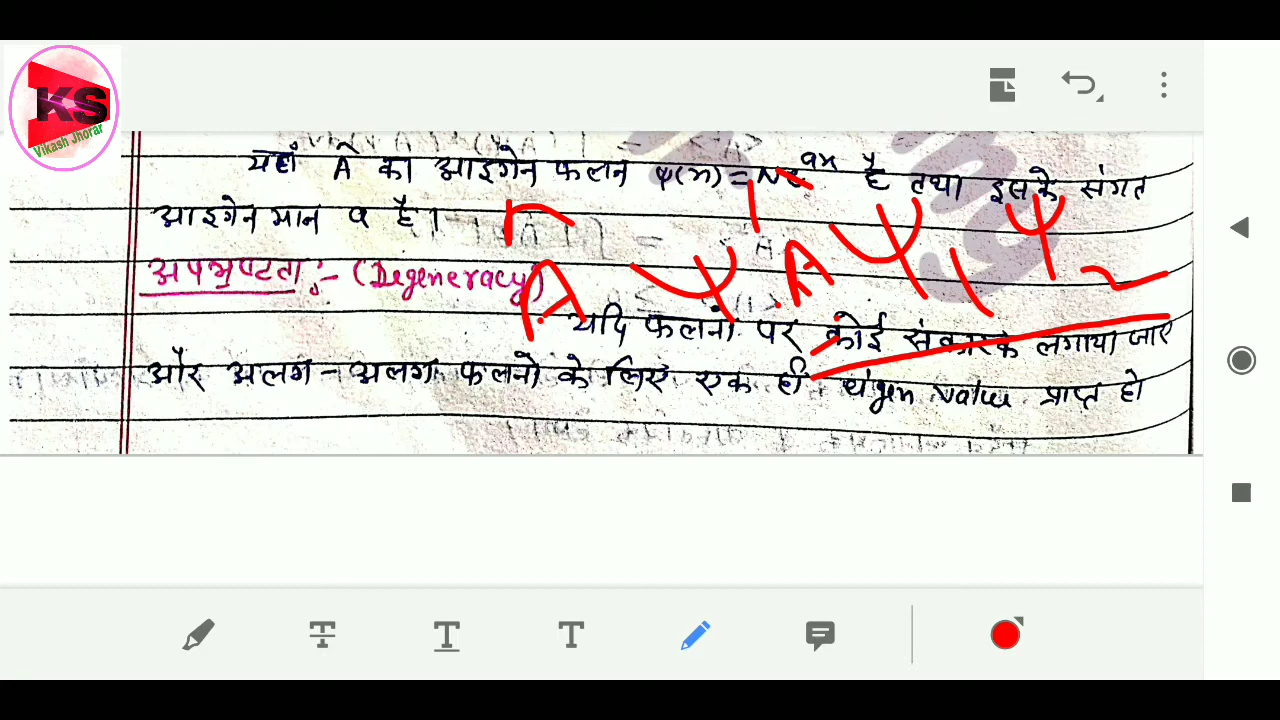 KS
Vikash Jhorar
यहाँ Â का आइगेन फलन ψ(x) = Ne^ax है तथा इसके संगत
आइगेन मान a है।
अपभ्रष्टता :- (Degeneracy)
Â ψ Â ψ1 ψ2
यदि फलनो पर कोई संकारक लगाया जाए
और अलग-अलग फलनो के लिए एक ही eigen value प्राप्त हो